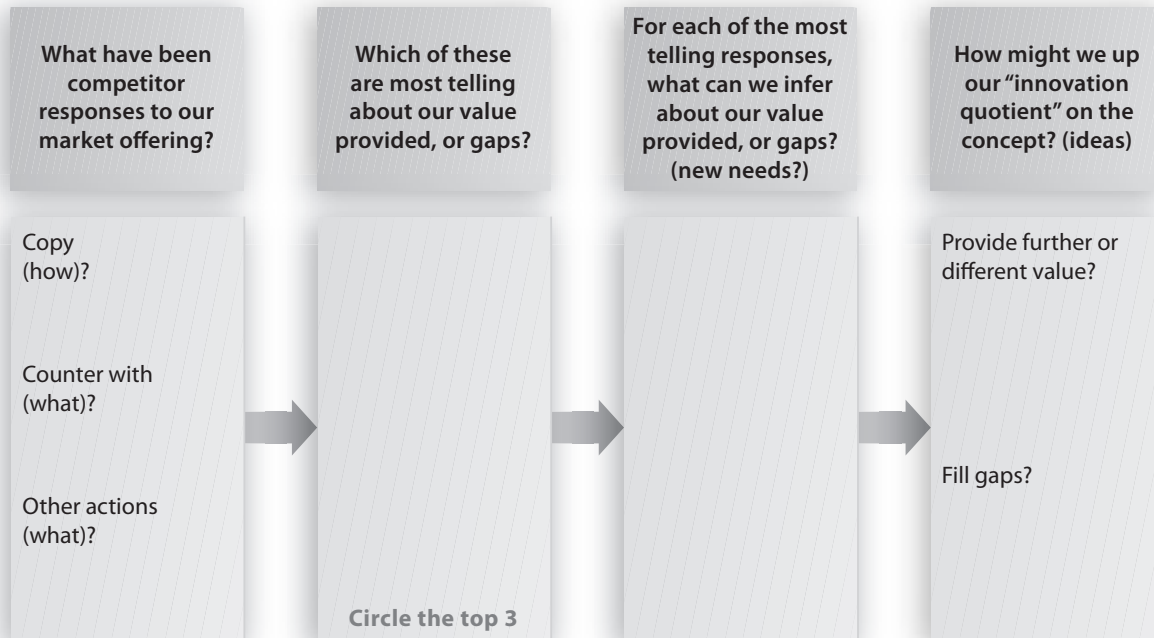 What have been
competitor
responses to our
market offering?
Which of these
are most telling
about our value
provided, or gaps?
For each of the most
telling responses,
what can we infer
about our value
provided, or gaps?
(new needs?)
How might we up
our “innovation
quotient” on the
concept? (ideas)
Copy
(how)?
Counter with
(what)?
Other actions
(what)?
Circle the top 3
Provide further or
different value?
Fill gaps?